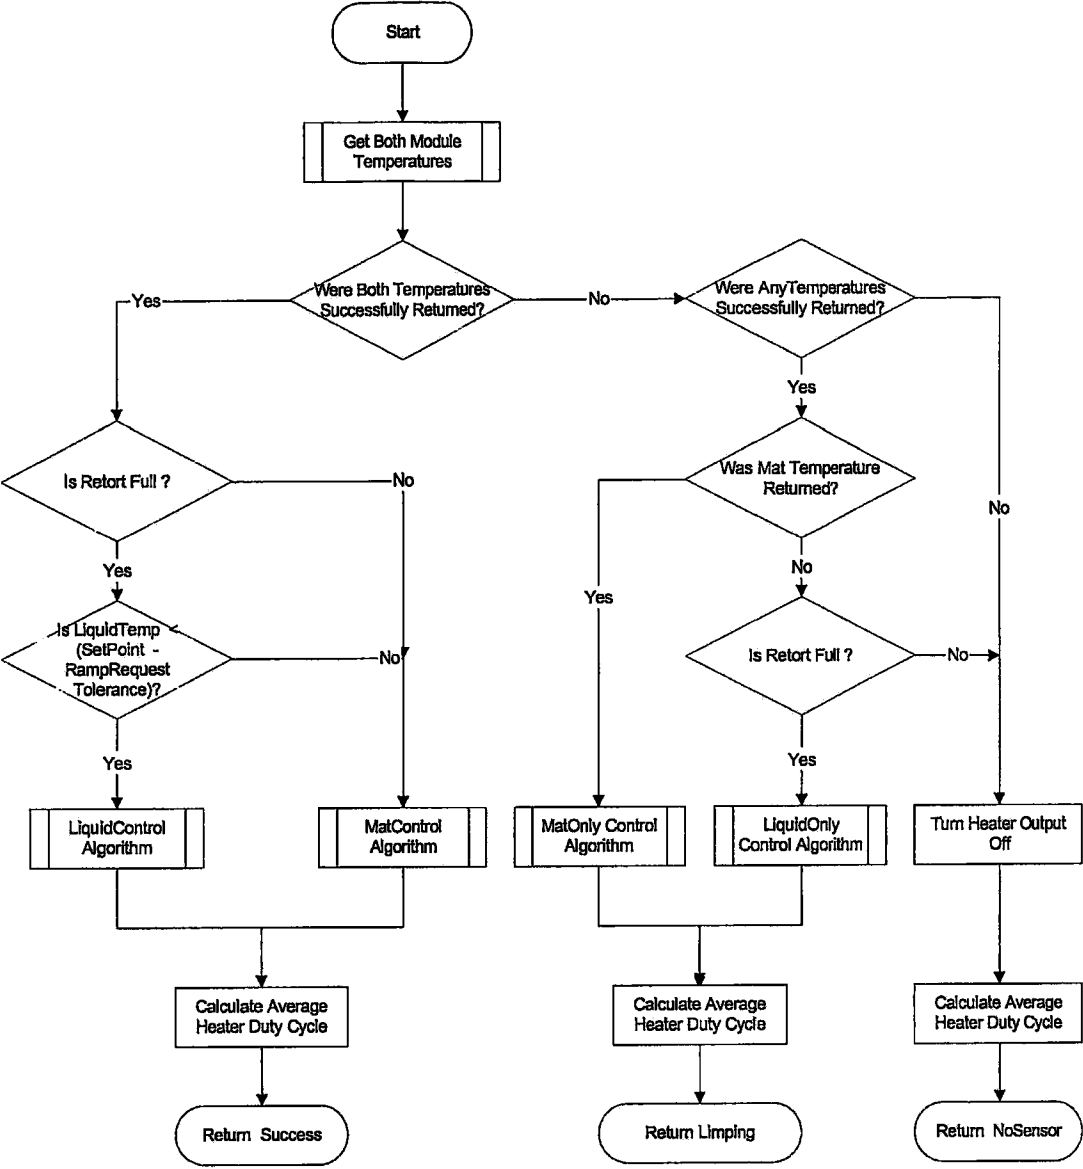 Start
Get Both Module
Temperatures
Were Both Temperatures
Successfully Returned?
Yes
No
Were AnyTemperatures
Successfully Returned?
Yes
No
Is Retort Full ?
No
Yes
Was Mat Temperature
Returned?
Yes
No
Is LiquidTemp <
(SetPoint -
RampRequest
Tolerance)?
No
Yes
Is Retort Full ?
No
Yes
LiquidControl
Algorithm
MatControl
Algorithm
MatOnly Control
Algorithm
LiquidOnly
Control Algorithm
Turn Heater Output
Off
Calculate Average
Heater Duty Cycle
Calculate Average
Heater Duty Cycle
Calculate Average
Heater Duty Cycle
Return Success
Return Limping
Return NoSensor